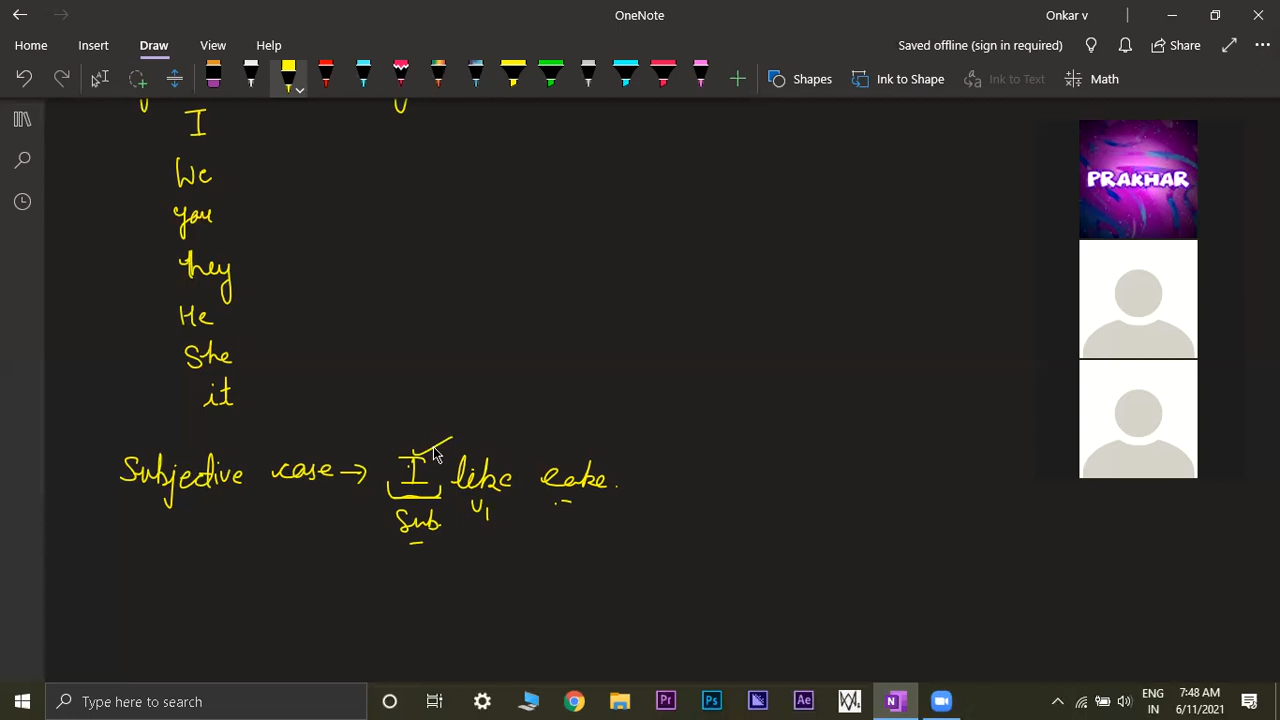 OneNote
Onkar v
Home Insert Draw View Help
Saved offline (sign in required)
Share
Shapes
Ink to Shape
Ink to Text
Math
I
We
you
they
He
She
it
PRAKHAR
Subjective case → I like cake.
Sub V1
Type here to search
ENG
IN
7:48 AM
6/11/2021